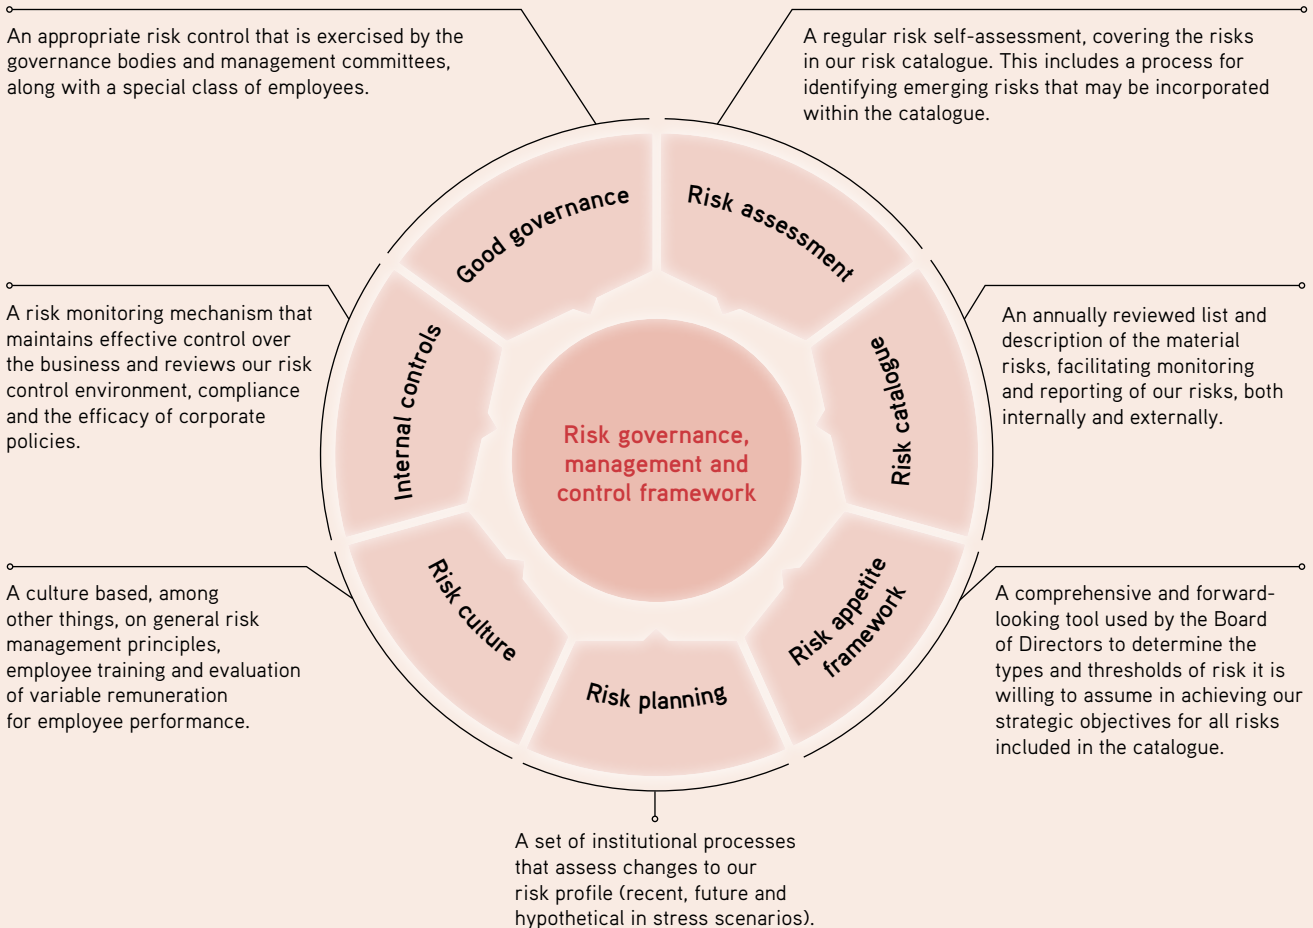 An appropriate risk control that is exercised by the
governance bodies and management committees,
along with a special class of employees.
A regular risk self-assessment, covering the risks
in our risk catalogue. This includes a process for
identifying emerging risks that may be incorporated
within the catalogue.
Good governance
Risk assessment
A risk monitoring mechanism that
maintains effective control over
the business and reviews our risk
control environment, compliance
and the efficacy of corporate
policies.
Internal controls
Risk governance,
management and
control framework
Risk catalogue
An annually reviewed list and
description of the material
risks, facilitating monitoring
and reporting of our risks, both
internally and externally.
A culture based, among
other things, on general risk
management principles,
employee training and evaluation
of variable remuneration
for employee performance.
Risk culture
Risk planning
Risk appetite
framework
A comprehensive and forward-
looking tool used by the Board
of Directors to determine the
types and thresholds of risk it is
willing to assume in achieving our
strategic objectives for all risks
included in the catalogue.
A set of institutional processes
that assess changes to our
risk profile (recent, future and
hypothetical in stress scenarios).